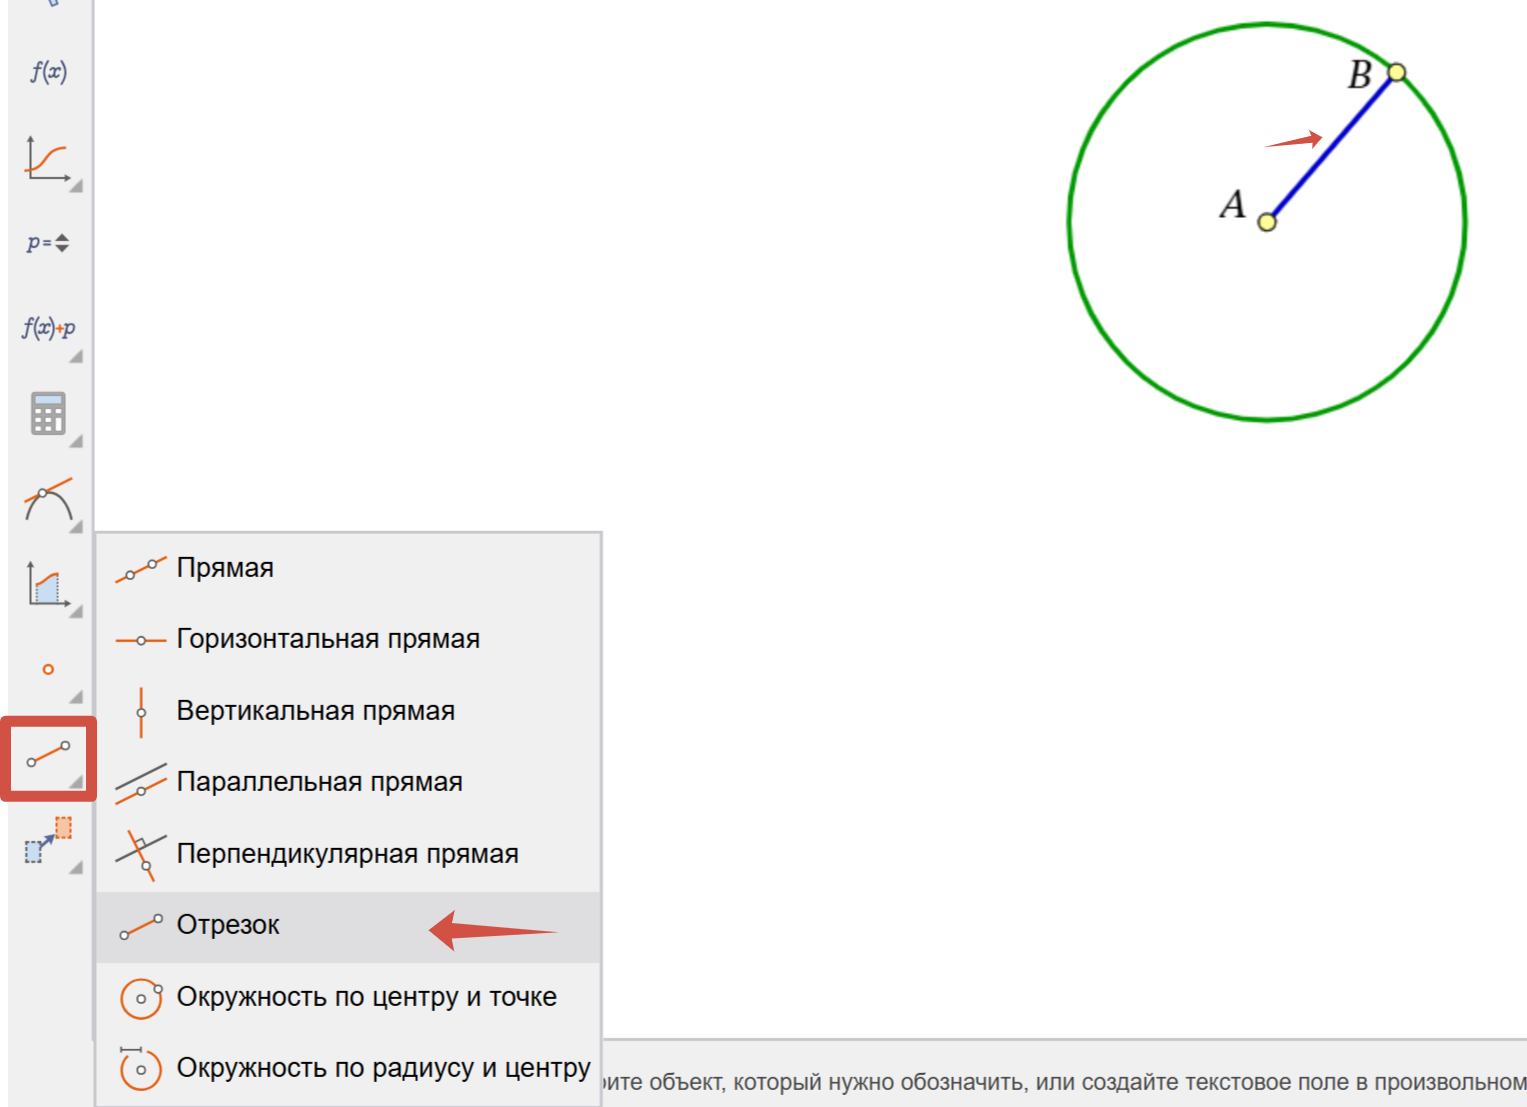 f(x)
p=
f(x)+p
B
A
Прямая
Горизонтальная прямая
Вертикальная прямая
Параллельная прямая
Перпендикулярная прямая
Отрезок
Окружность по центру и точке
Окружность по радиусу и центру
объект, который нужно обозначить, или создайте текстовое поле в произвольном